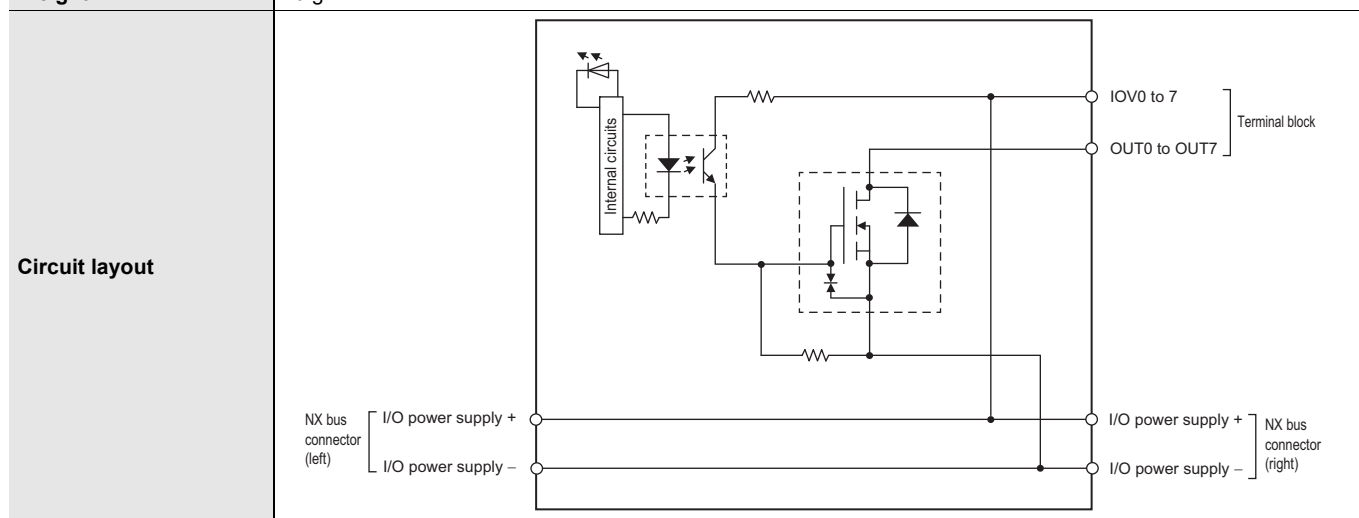 Circuit layout
Internal circuits
IOV0 to 7
OUT0 to OUT7
Terminal block
NX bus
connector
(left)
I/O power supply +
I/O power supply −
I/O power supply +
I/O power supply −
NX bus
connector
(right)